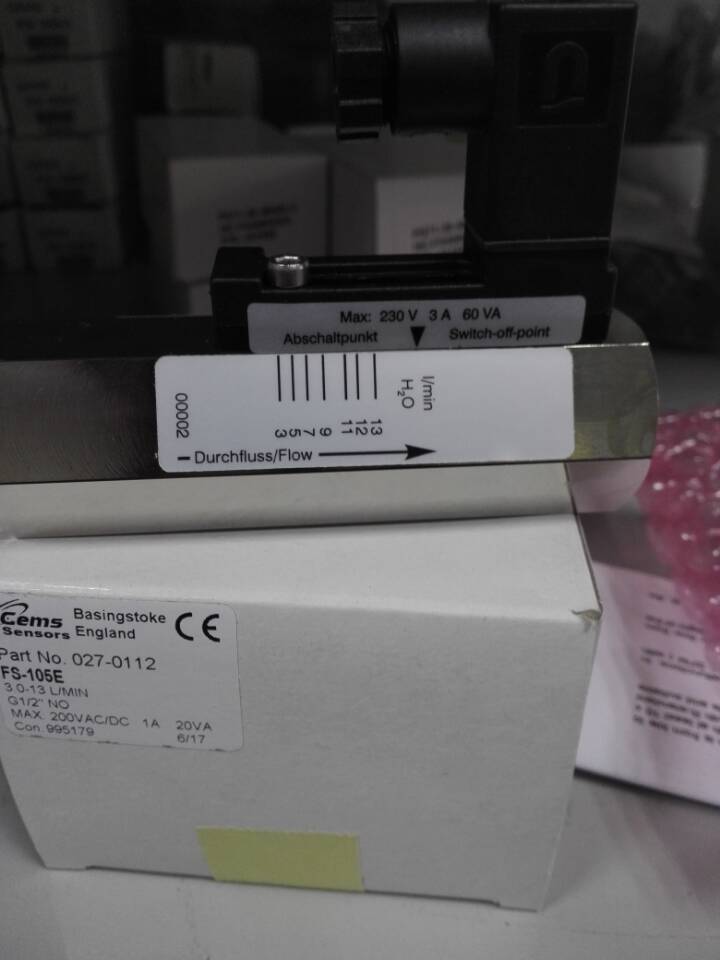 Max: 230 V 3 A 60 VA
Abschaltpunkt Switch-off-point
00002
3 5 7 9 11 12 13
l/min
H₂O
Durchfluss/Flow
Gems Basingstoke CE
Sensors England
Part No. 027-0112
FS-105E
3.0-13 L/MIN
G1/2" NO
MAX. 200VAC/DC 1A 20VA
Con. 995179 6/17